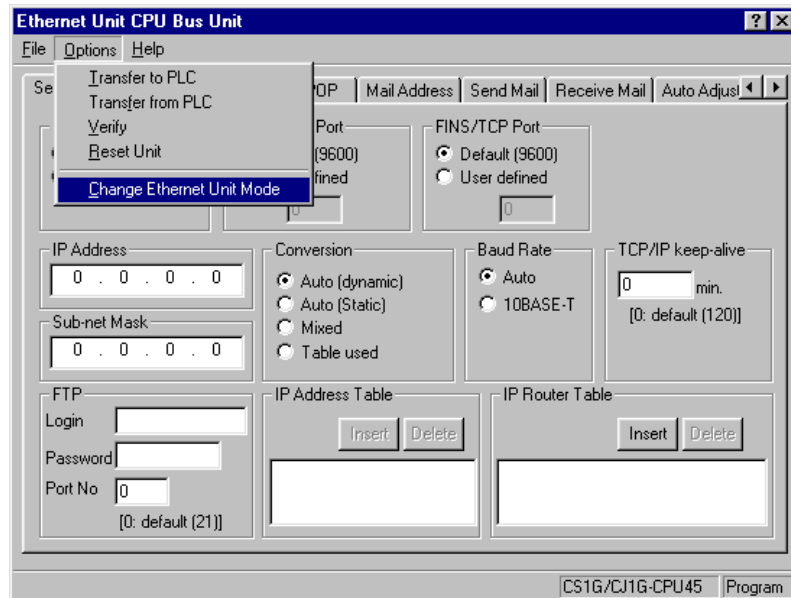 Ethernet Unit CPU Bus Unit
File Options Help
Transfer to PLC
Transfer from PLC
Verify
Reset Unit
Change Ethernet Unit Mode
Se
Mail Address Send Mail Receive Mail Auto Adjust
Port
(9600)
fined
0
FINS/TCP Port
Default (9600)
User defined
0
IP Address
0 . 0 . 0 . 0
Sub-net Mask
0 . 0 . 0 . 0
Conversion
Auto (dynamic)
Auto (Static)
Mixed
Table used
Baud Rate
Auto
10BASE-T
TCP/IP keep-alive
0 min.
[0: default (120)]
FTP
Login
Password
Port No 0
[0: default (21)]
IP Address Table
Insert Delete
IP Router Table
Insert Delete
CS1G/CJ1G-CPU45 Program